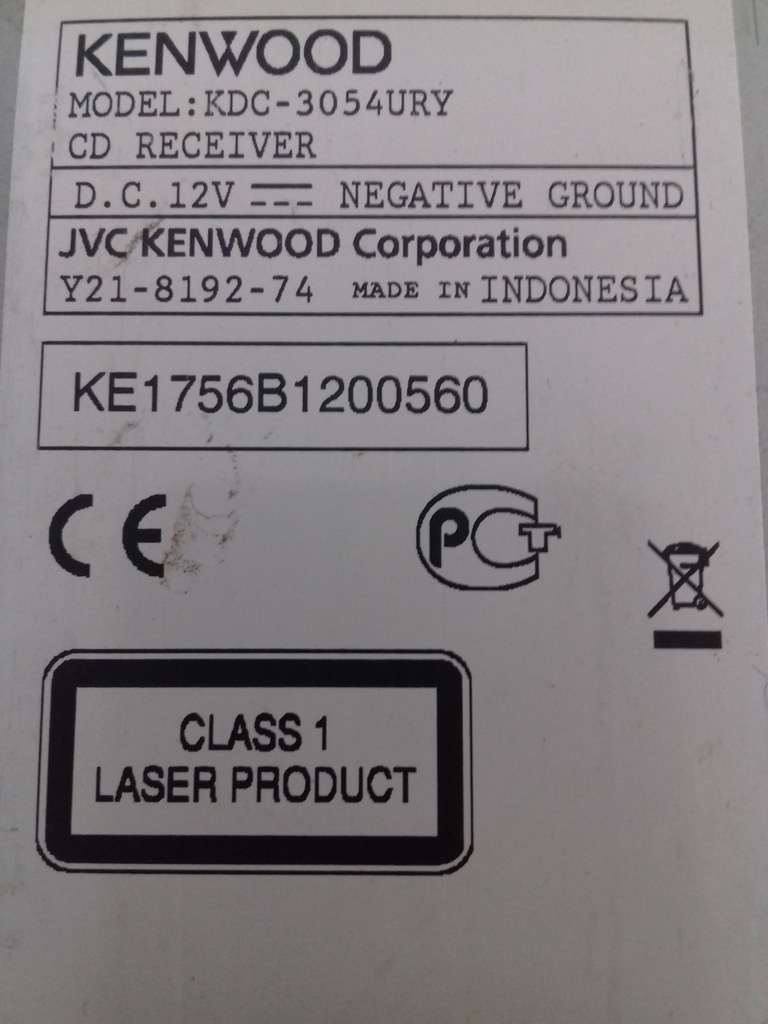 KENWOOD
MODEL:KDC-3054URY
CD RECEIVER
D.C.12V NEGATIVE GROUND
JVC KENWOOD Corporation
Y21-8192-74 MADE IN INDONESIA
KE1756B1200560
CE PCT
CLASS 1
LASER PRODUCT